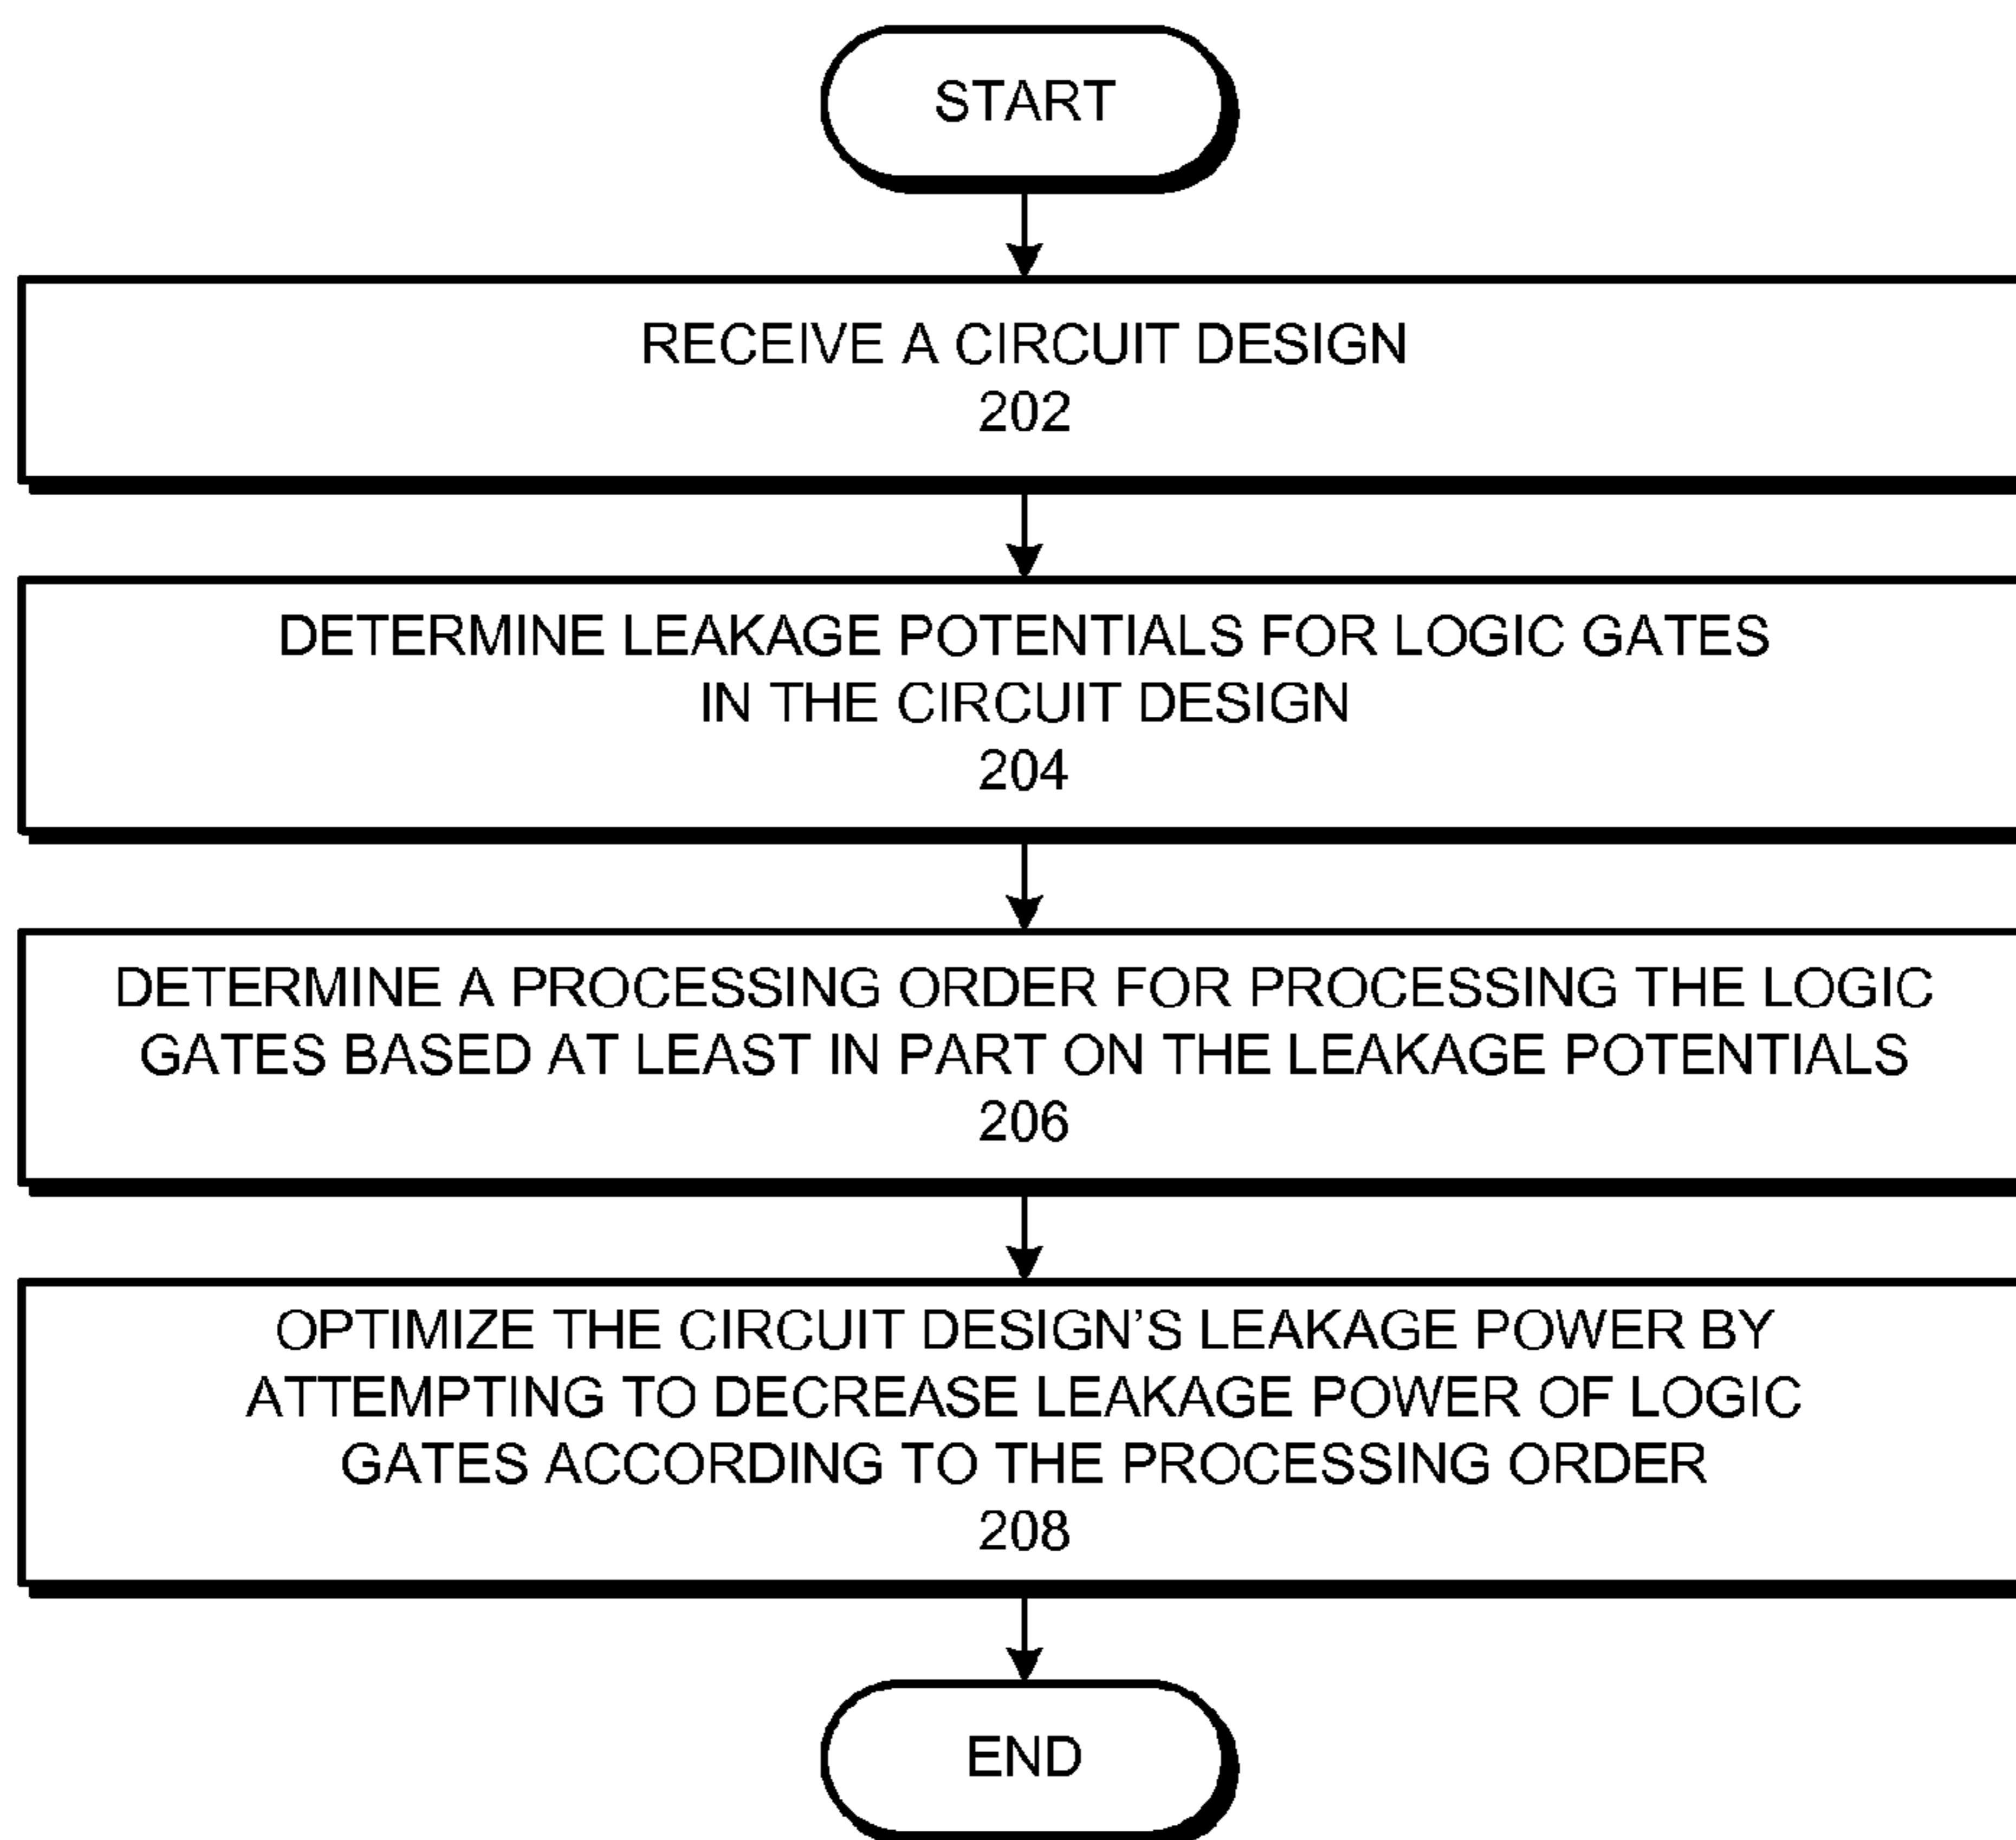 START
RECEIVE A CIRCUIT DESIGN
202
DETERMINE LEAKAGE POTENTIALS FOR LOGIC GATES
IN THE CIRCUIT DESIGN
204
DETERMINE A PROCESSING ORDER FOR PROCESSING THE LOGIC
GATES BASED AT LEAST IN PART ON THE LEAKAGE POTENTIALS
206
OPTIMIZE THE CIRCUIT DESIGN’S LEAKAGE POWER BY
ATTEMPTING TO DECREASE LEAKAGE POWER OF LOGIC
GATES ACCORDING TO THE PROCESSING ORDER
208
END